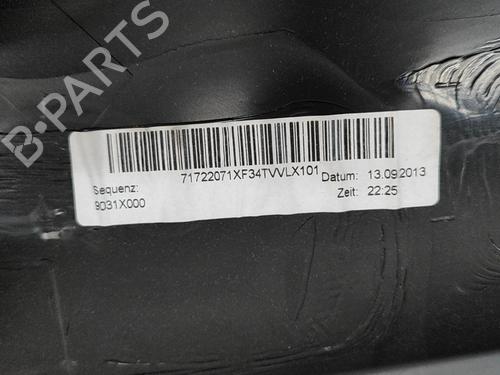 B-PARTS
71722071XF34TVVLX101
Sequenz:
9031X000
Datum: 13.09.2013
Zeit: 22:25